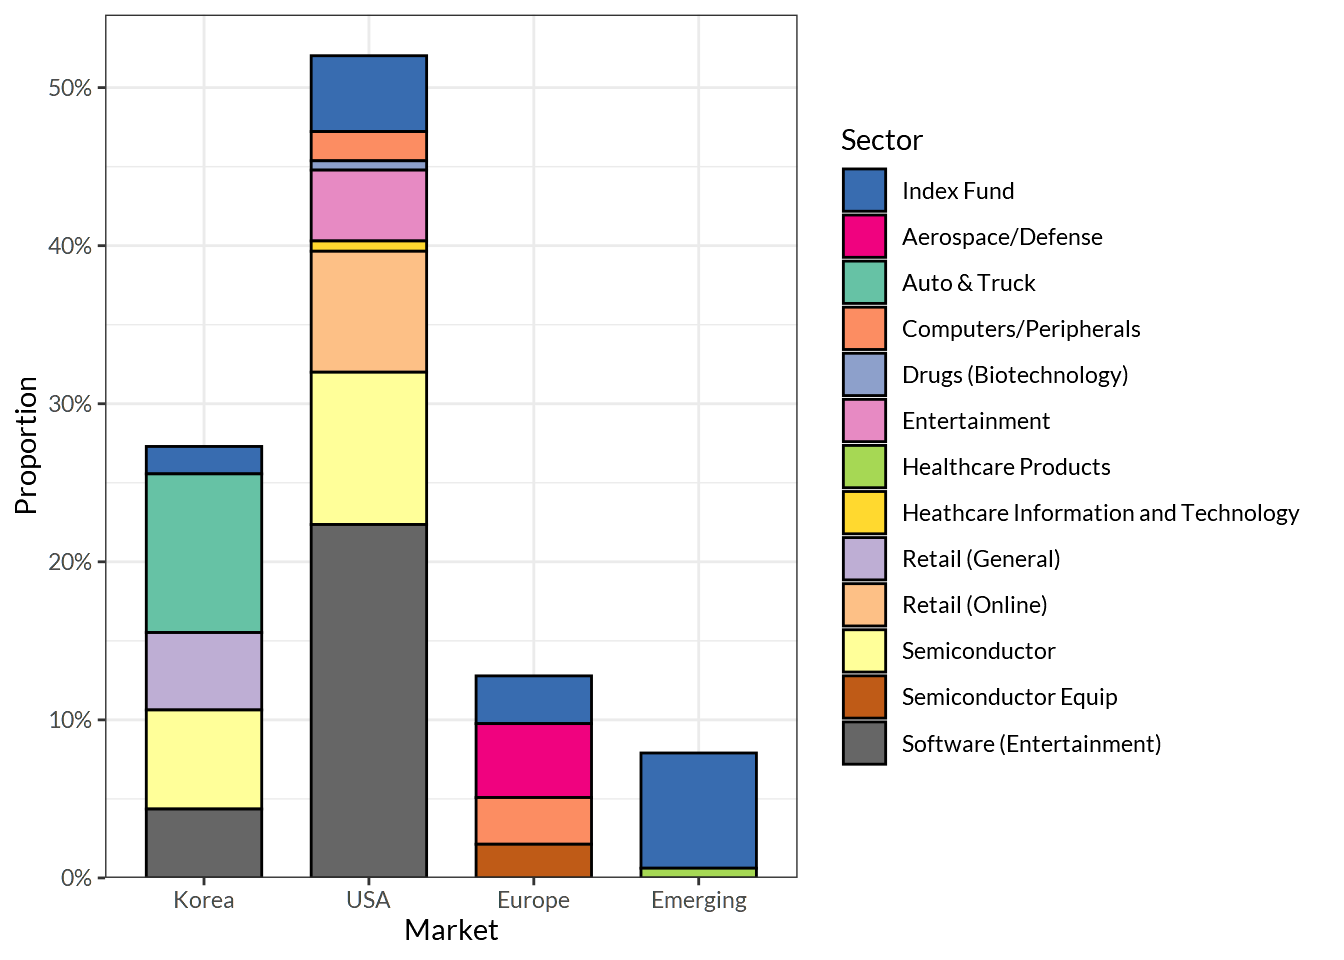 Proportion
50%
40%
30%
20%
10%
0%
Korea
USA
Europe
Emerging
Market
Sector
Index Fund
Aerospace/Defense
Auto & Truck
Computers/Peripherals
Drugs (Biotechnology)
Entertainment
Healthcare Products
Heathcare Information and Technology
Retail (General)
Retail (Online)
Semiconductor
Semiconductor Equip
Software (Entertainment)